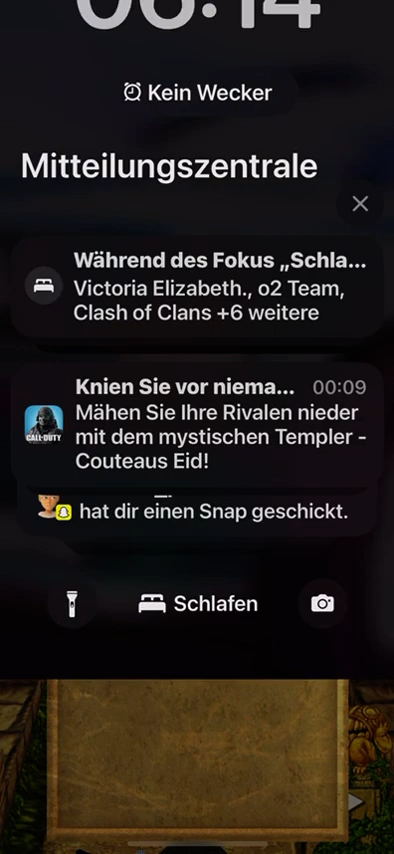 Kein Wecker
Mitteilungszentrale
Während des Fokus „Schla...
Victoria Elizabeth., o2 Team,
Clash of Clans +6 weitere
Knien Sie vor niema... 00:09
Mähen Sie Ihre Rivalen nieder
mit dem mystischen Templer -
Couteaus Eid!
CALL·DUTY
hat dir einen Snap geschickt.
Schlafen